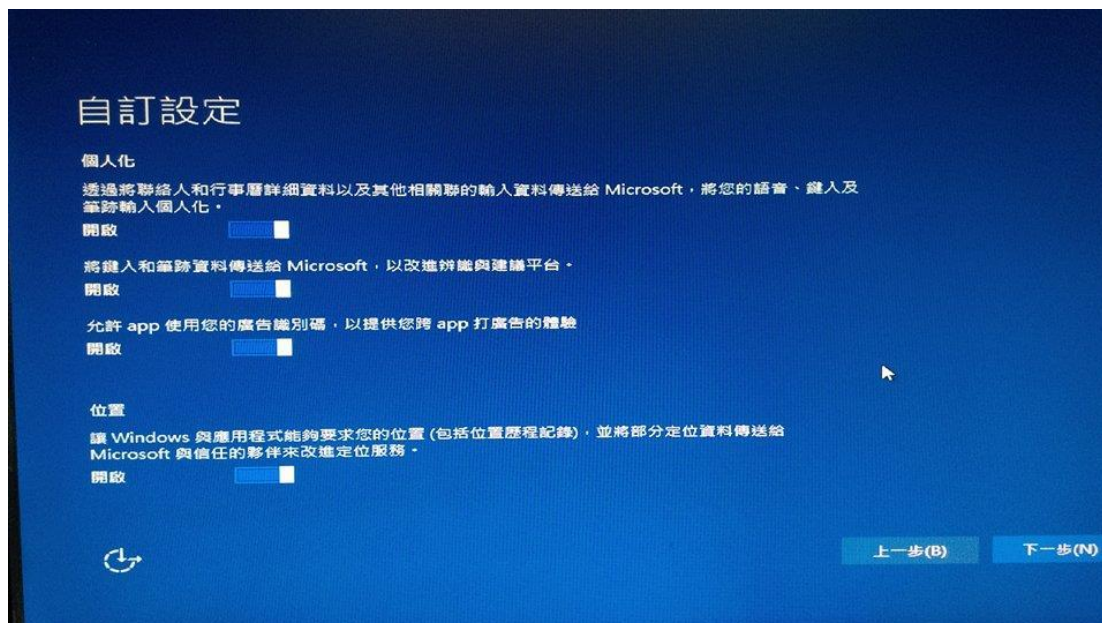 自訂設定
個人化
透過將聯絡人和行事曆詳細資料以及其他相關聯的輸入資料傳送給 Microsoft，將您的語音、鍵入及
筆跡輸入個人化。
開啟
將鍵入和筆跡資料傳送給 Microsoft，以改進辨識與建議平台。
開啟
允許 app 使用您的廣告識別碼，以提供您跨 app 打廣告的體驗
開啟
位置
讓 Windows 與應用程式能夠要求您的位置 (包括位置歷程記錄)，並將部分定位資料傳送給
Microsoft 與信任的夥伴來改進定位服務。
開啟
上一步(B)
下一步(N)